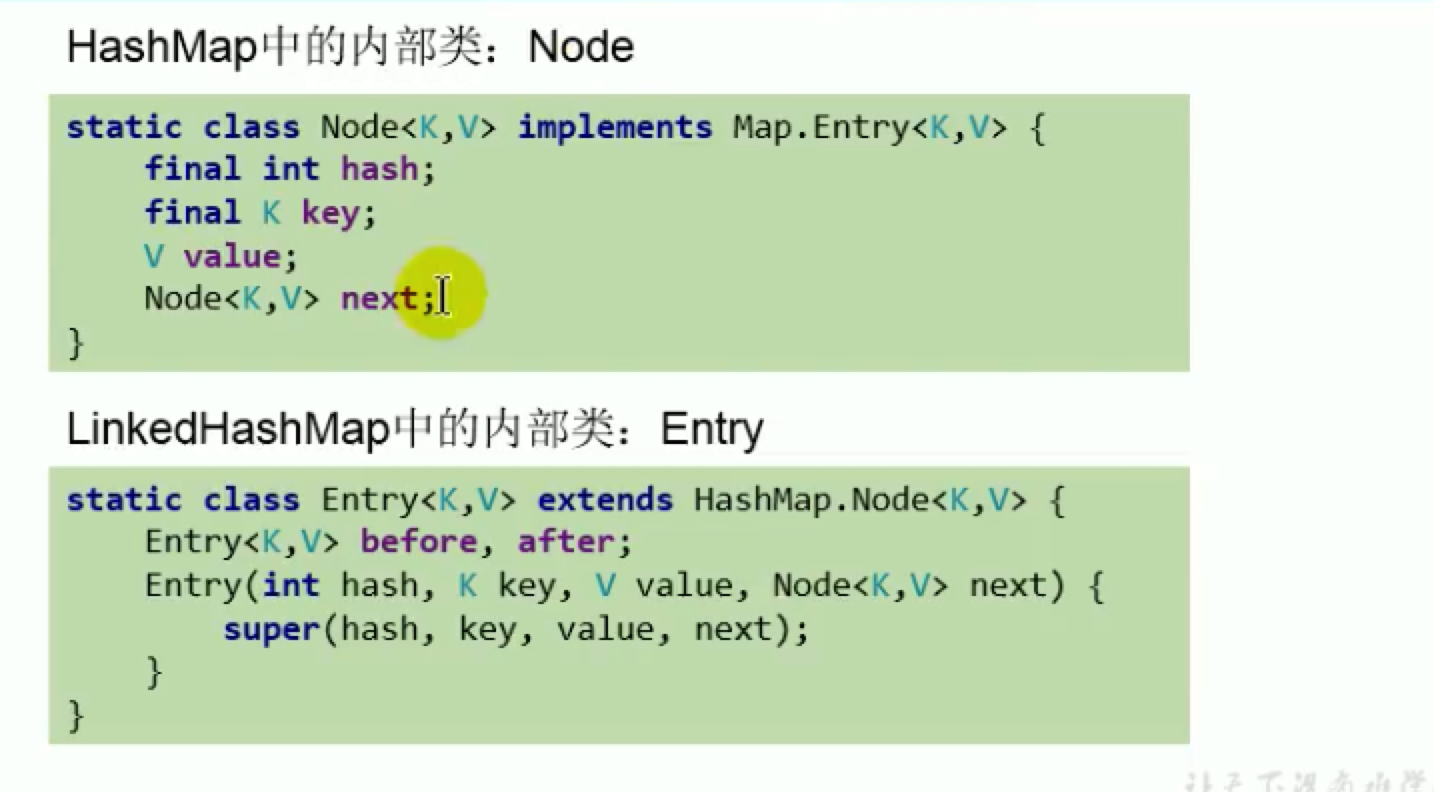 HashMap中的内部类：Node
static class Node<K,V> implements Map.Entry<K,V> {
    final int hash;
    final K key;
    V value;
    Node<K,V> next;
}
LinkedHashMap中的内部类：Entry
static class Entry<K,V> extends HashMap.Node<K,V> {
    Entry<K,V> before, after;
    Entry(int hash, K key, V value, Node<K,V> next) {
        super(hash, key, value, next);
    }
}